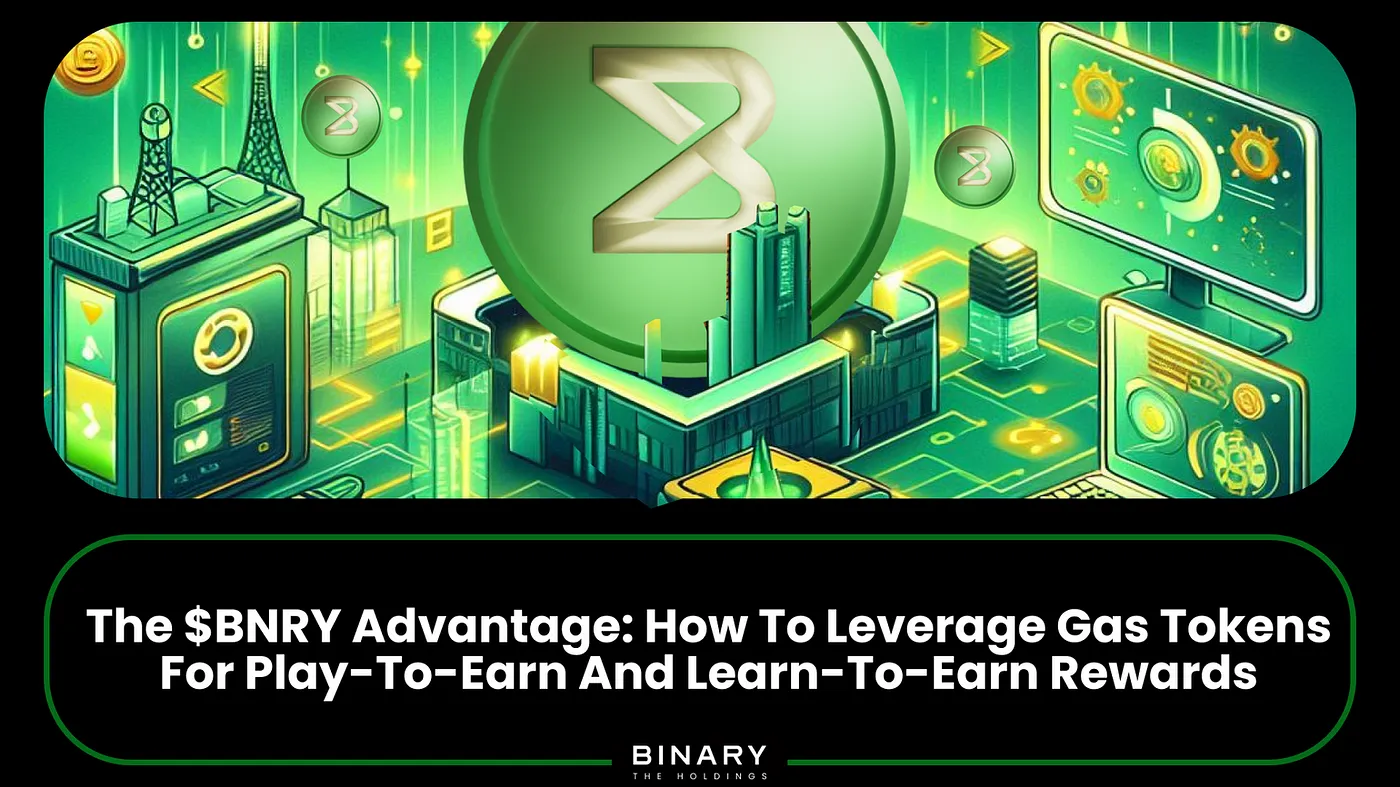 The $BNRY Advantage: How To Leverage Gas Tokens
For Play-To-Earn And Learn-To-Earn Rewards
BINARY
THE HOLDINGS